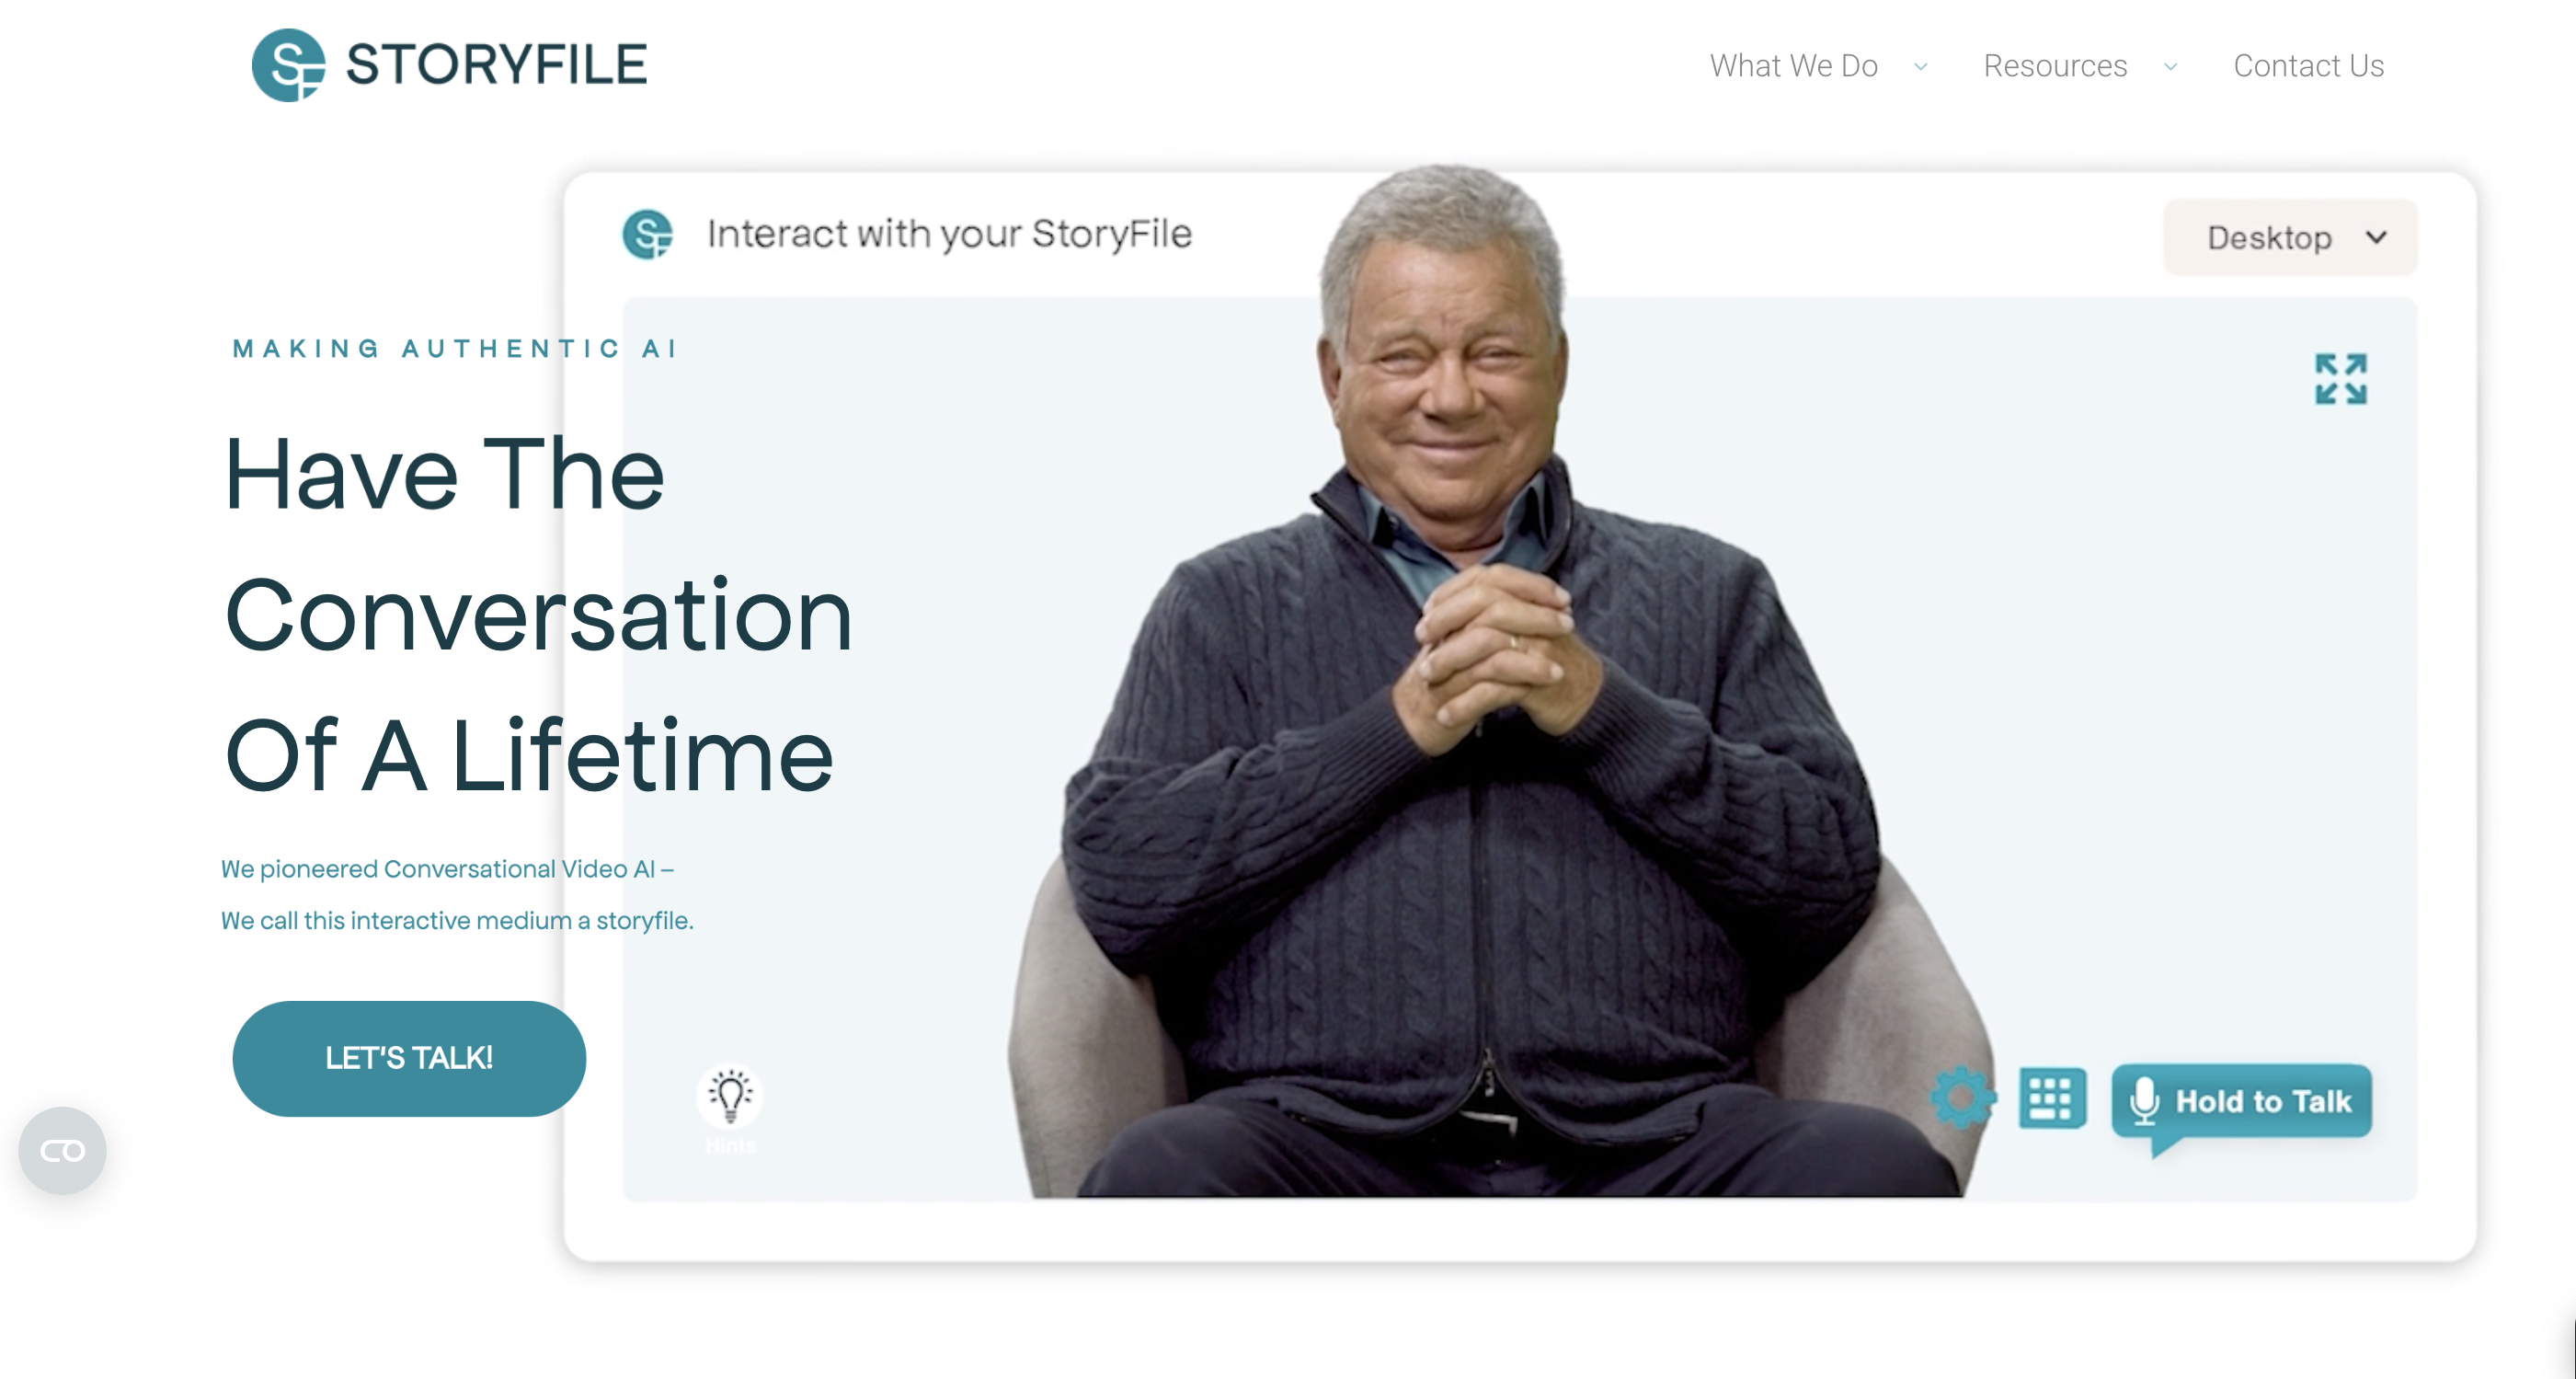 STORYFILE
What We Do
Resources
Contact Us
Interact with your StoryFile
Desktop
MAKING AUTHENTIC AI
Have The
Conversation
Of A Lifetime
We pioneered Conversational Video AI –
We call this interactive medium a storyfile.
LET'S TALK!
Hints
Hold to Talk